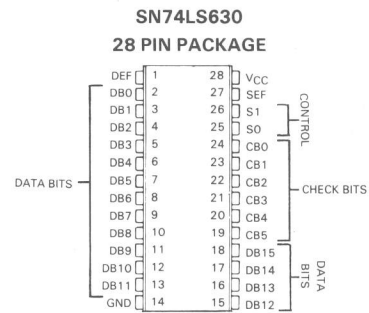 SN74LS630
28 PIN PACKAGE
DEF 1 28 VCC
DB0 2 27 SEF
DB1 3 26 S1
DB2 4 25 S0
CONTROL
DB3 5 24 CB0
DB4 6 23 CB1
DB5 7 22 CB2
DATA BITS
DB6 8 21 CB3
CHECK BITS
DB7 9 20 CB4
DB8 10 19 CB5
DB9 11 18 DB15
DB10 12 17 DB14
DB11 13 16 DB13
DATA
BITS
GND 14 15 DB12